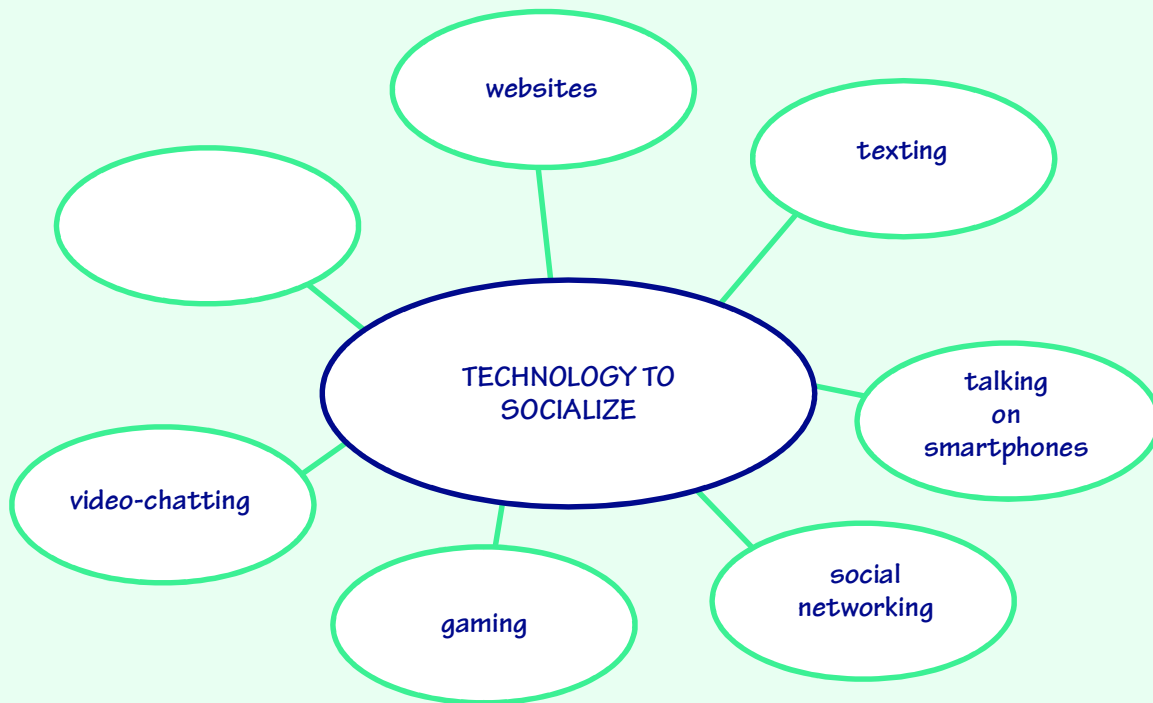 websites
texting
TECHNOLOGY TO
SOCIALIZE
talking
on
smartphones
video-chatting
social
networking
gaming